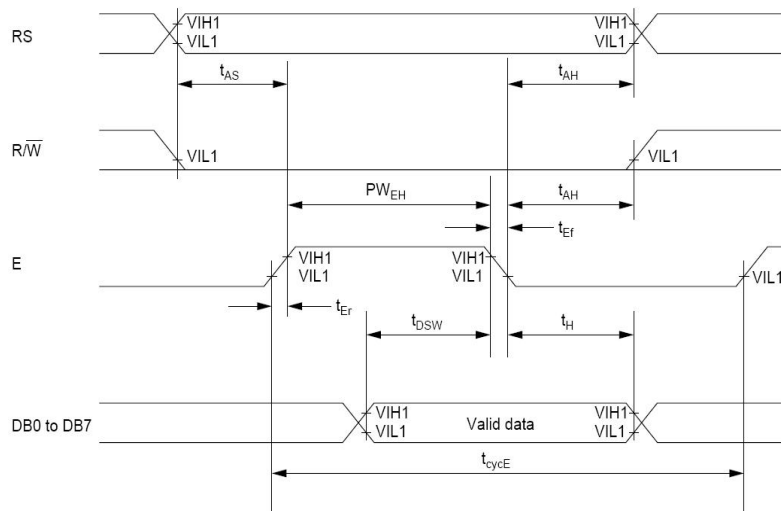 RS
VIH1
VIL1
VIH1
VIL1
tAS
tAH
R/W̅
VIL1
VIL1
PWEH
tAH
tEf
E
VIH1
VIL1
VIH1
VIL1
VIL1
tEr
tDSW
tH
DB0 to DB7
VIH1
VIL1
Valid data
VIH1
VIL1
tcycE